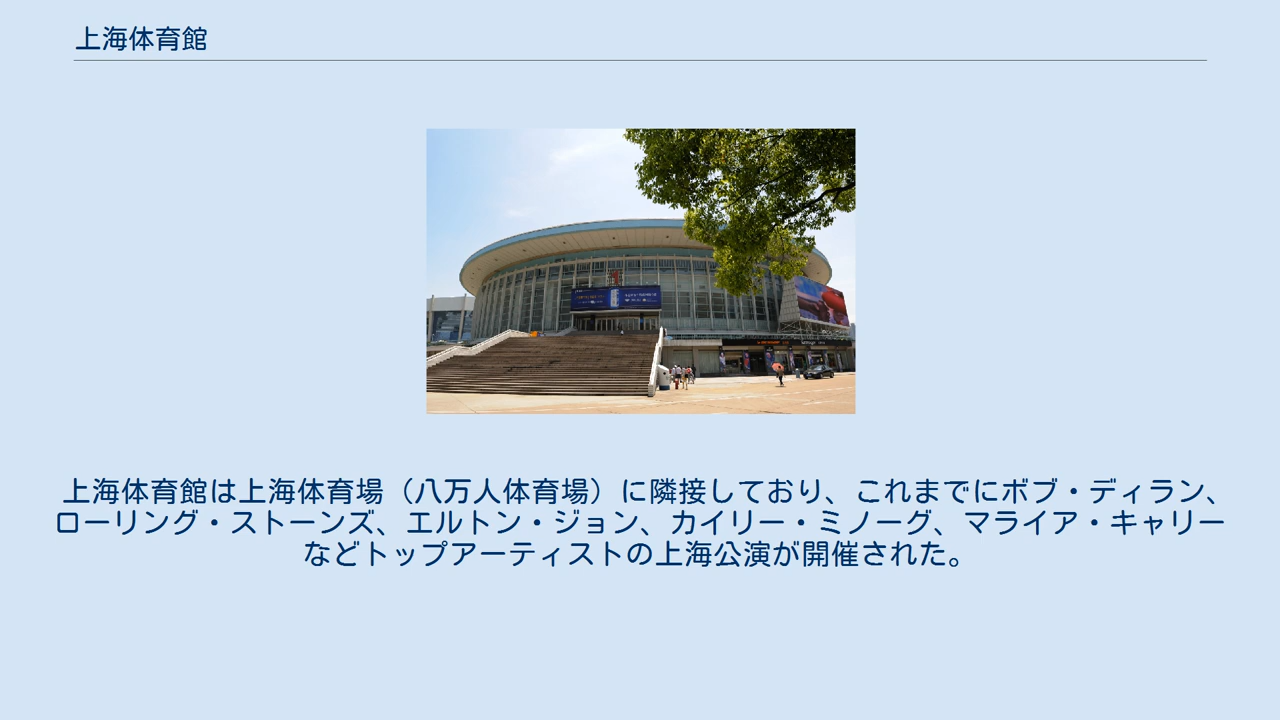 上海体育館
上海体育館は上海体育場（八万人体育場）に隣接しており、これまでにボブ・ディラン、
ローリング・ストーンズ、エルトン・ジョン、カイリー・ミノーグ、マライア・キャリー
などトップアーティストの上海公演が開催された。